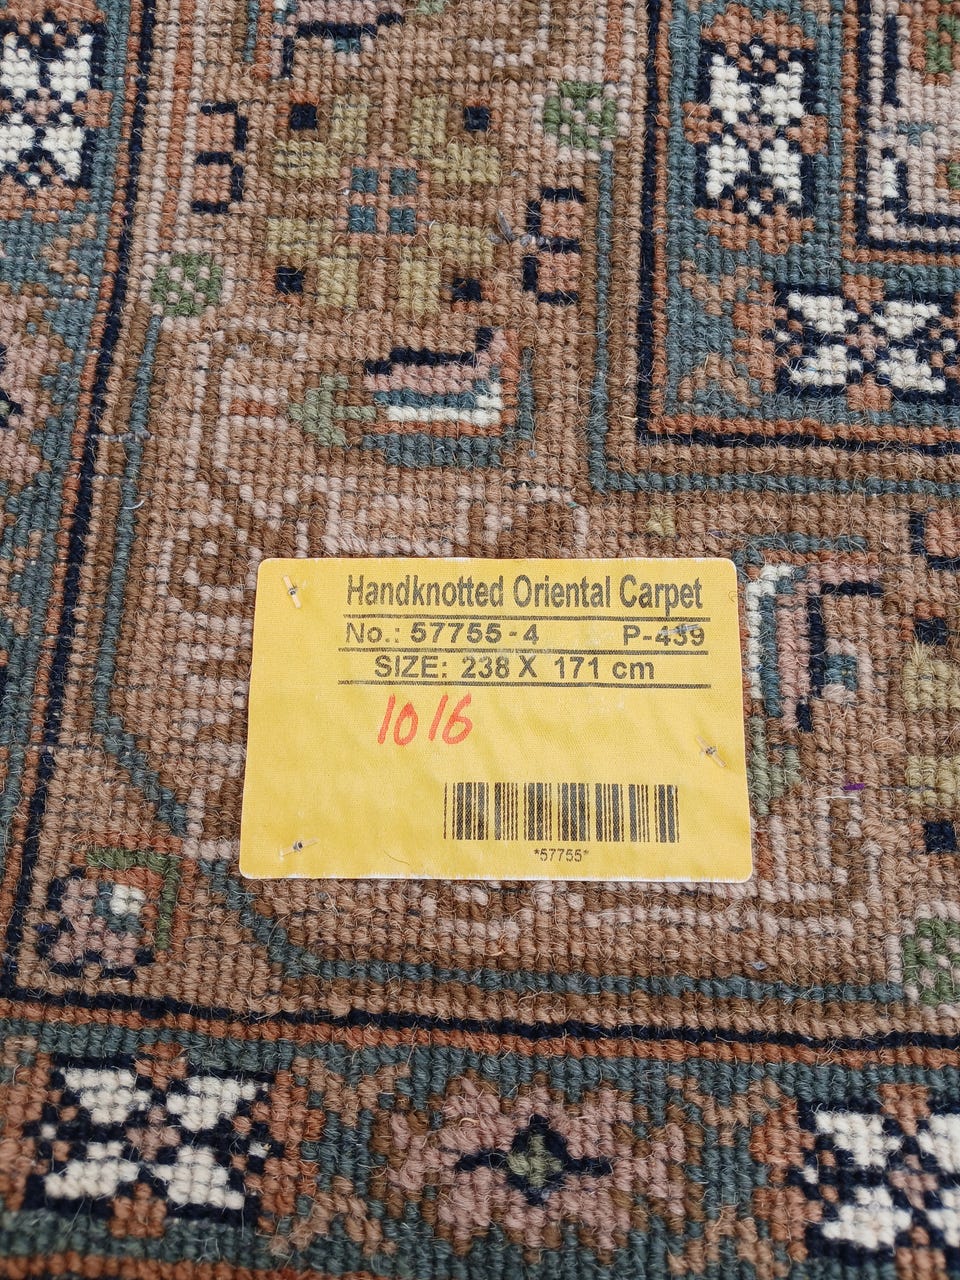 Handknotted Oriental Carpet
No.: 57755-4 P-439
SIZE: 238 X 171 cm
1016
*57755*